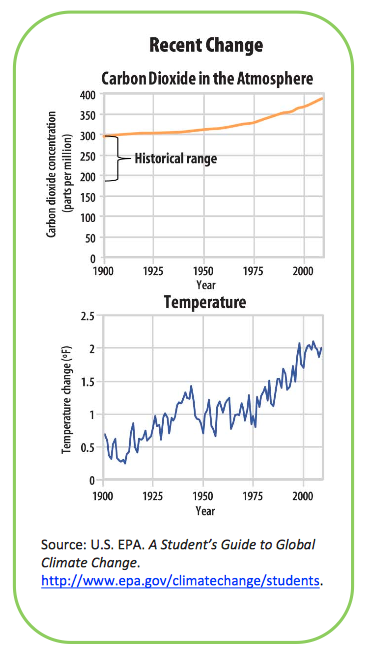 Recent Change
Carbon Dioxide in the Atmosphere
Carbon dioxide concentration
(parts per million)
400
350
300
250
200
150
100
50
0
Historical range
1900
1925
1950
1975
2000
Year
Temperature
Temperature change (°F)
2.5
2
1.5
1
0.5
0
1900
1925
1950
1975
2000
Year
Source: U.S. EPA. A Student's Guide to Global
Climate Change.
http://www.epa.gov/climatechange/students.